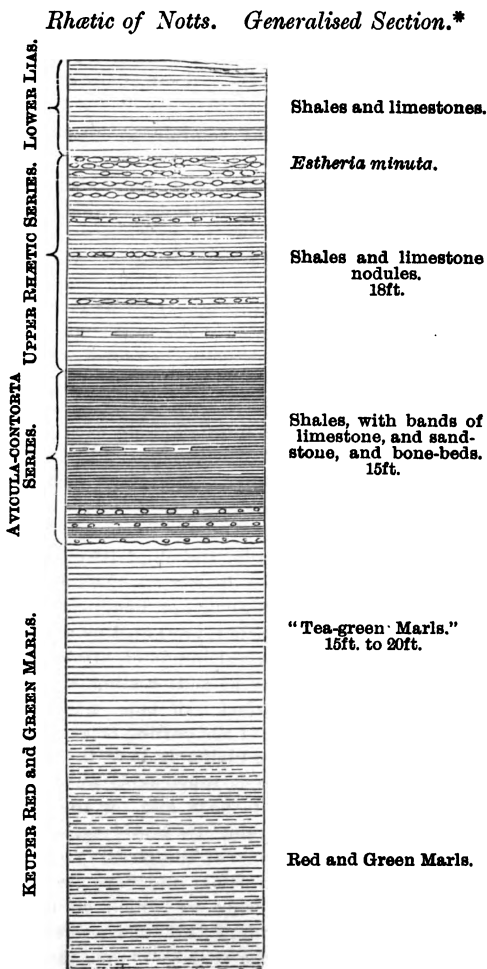 Rhætic of Notts. Generalised Section.*
LOWER LIAS.
Shales and limestones.
Estheria minuta.
UPPER RHÆTIC SERIES.
Shales and limestone
nodules.
18ft.
AVICULA-CONTORTA
SERIES.
Shales, with bands of
limestone, and sand-
stone, and bone-beds.
15ft.
KEUPER RED and GREEN MARLS.
"Tea-green Marls."
15ft. to 20ft.
Red and Green Marls.